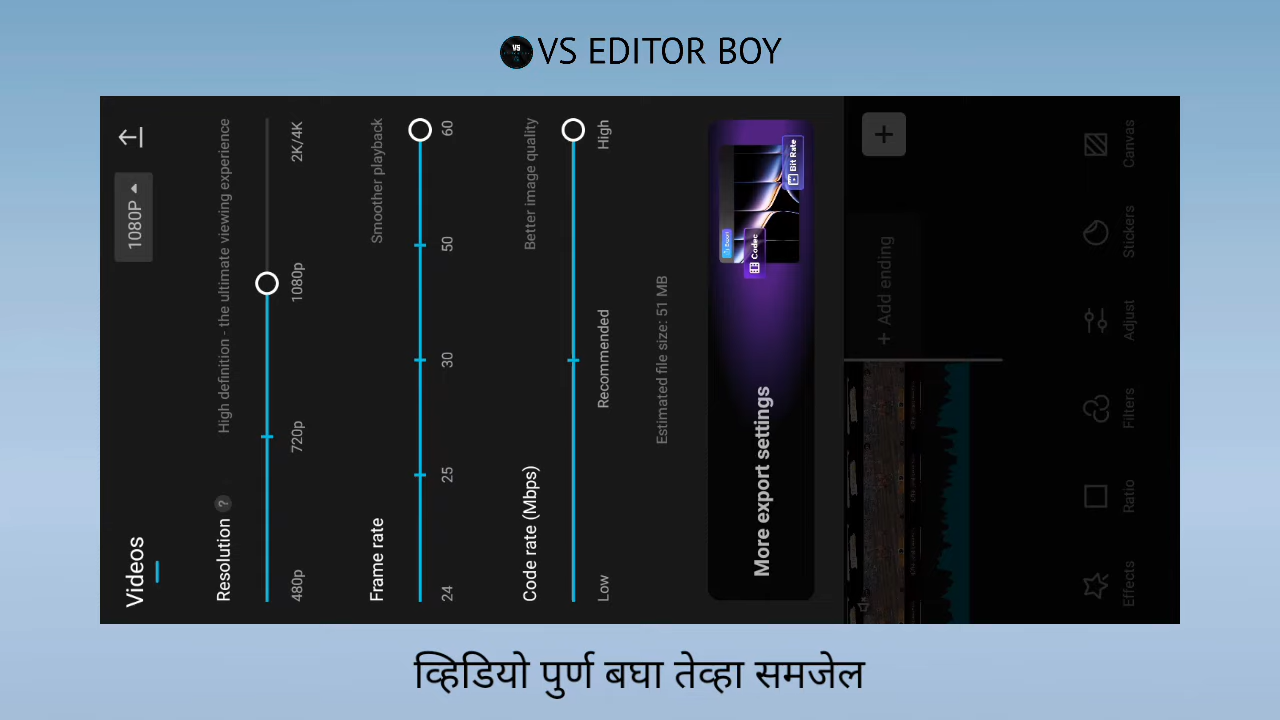 VS
VS EDITOR BOY
Videos
1080P
Resolution ?
High definition - the ultimate viewing experience
480p 720p 1080p 2K/4K
Frame rate
Smoother playback
24 25 30 50 60
Code rate (Mbps)
Better image quality
Low Recommended High
Estimated file size: 51 MB
More export settings
Codec
Bit Rate
+ Add ending
Effects Ratio Filters Adjust Stickers Canvas
व्हिडियो पुर्ण बघा तेव्हा समजेल